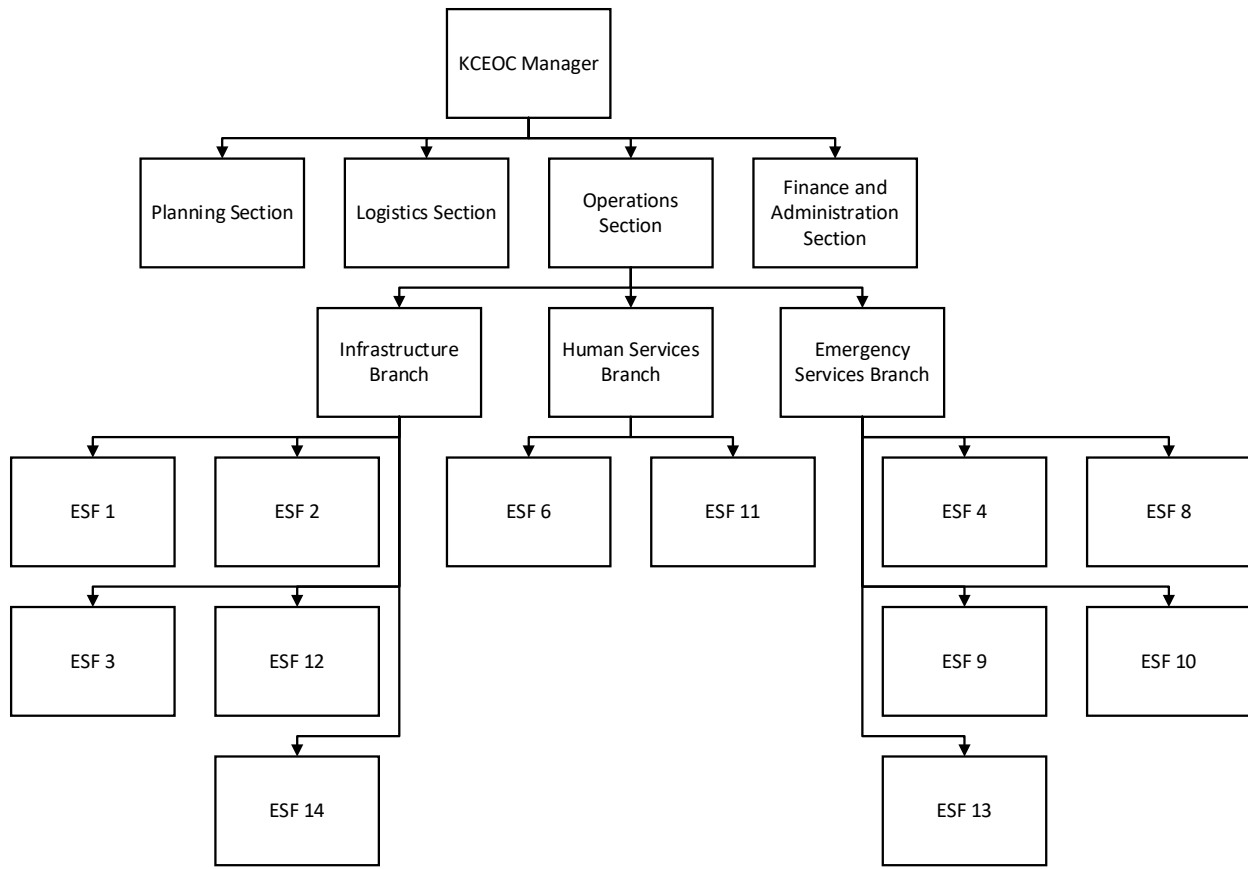 KCEOC Manager
Planning Section
Logistics Section
Operations
Section
Finance and
Administration
Section
Infrastructure
Branch
Human Services
Branch
Emergency
Services Branch
ESF 1
ESF 2
ESF 6
ESF 11
ESF 4
ESF 8
ESF 3
ESF 12
ESF 9
ESF 10
ESF 14
ESF 13